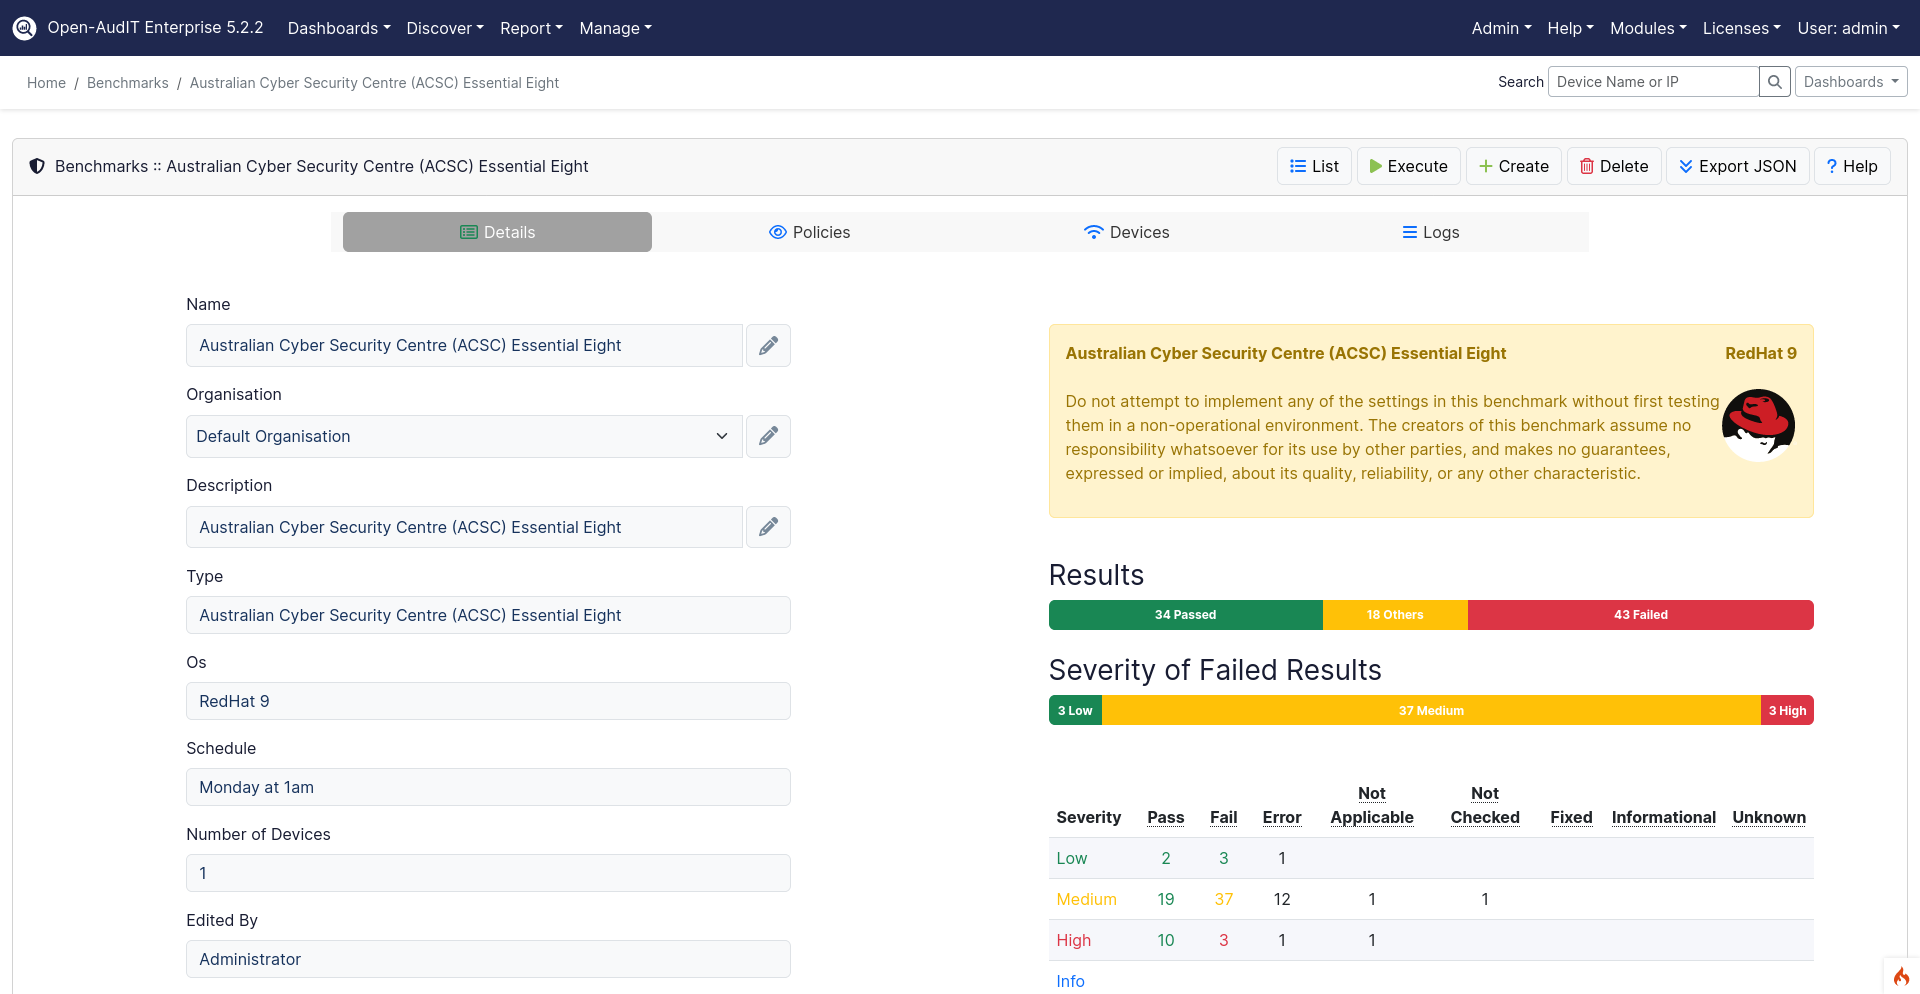 Open-AudIT Enterprise 5.2.2 Dashboards Discover Report Manage Admin Help Modules Licenses User: admin
Home / Benchmarks / Australian Cyber Security Centre (ACSC) Essential Eight Search Device Name or IP Dashboards
Benchmarks :: Australian Cyber Security Centre (ACSC) Essential Eight List Execute Create Delete Export JSON ? Help
Details Policies Devices Logs
Name
Australian Cyber Security Centre (ACSC) Essential Eight
Organisation
Default Organisation
Description
Australian Cyber Security Centre (ACSC) Essential Eight
Type
Australian Cyber Security Centre (ACSC) Essential Eight
Os
RedHat 9
Schedule
Monday at 1am
Number of Devices
1
Edited By
Administrator
Australian Cyber Security Centre (ACSC) Essential Eight RedHat 9
Do not attempt to implement any of the settings in this benchmark without first testing
them in a non-operational environment. The creators of this benchmark assume no
responsibility whatsoever for its use by other parties, and makes no guarantees,
expressed or implied, about its quality, reliability, or any other characteristic.
Results
34 Passed 18 Others 43 Failed
Severity of Failed Results
3 Low 37 Medium 3 High
Severity Pass Fail Error Not Applicable Not Checked Fixed Informational Unknown
Low 2 3 1
Medium 19 37 12 1 1
High 10 3 1 1
Info